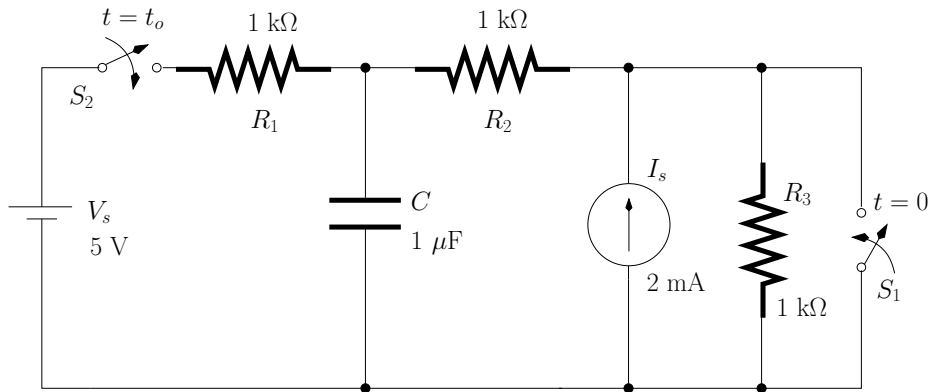 t = t_o
1 kΩ
1 kΩ
S_2
R_1
R_2
I_s
R_3
t = 0
V_s
5 V
C
1 μF
2 mA
S_1
1 kΩ